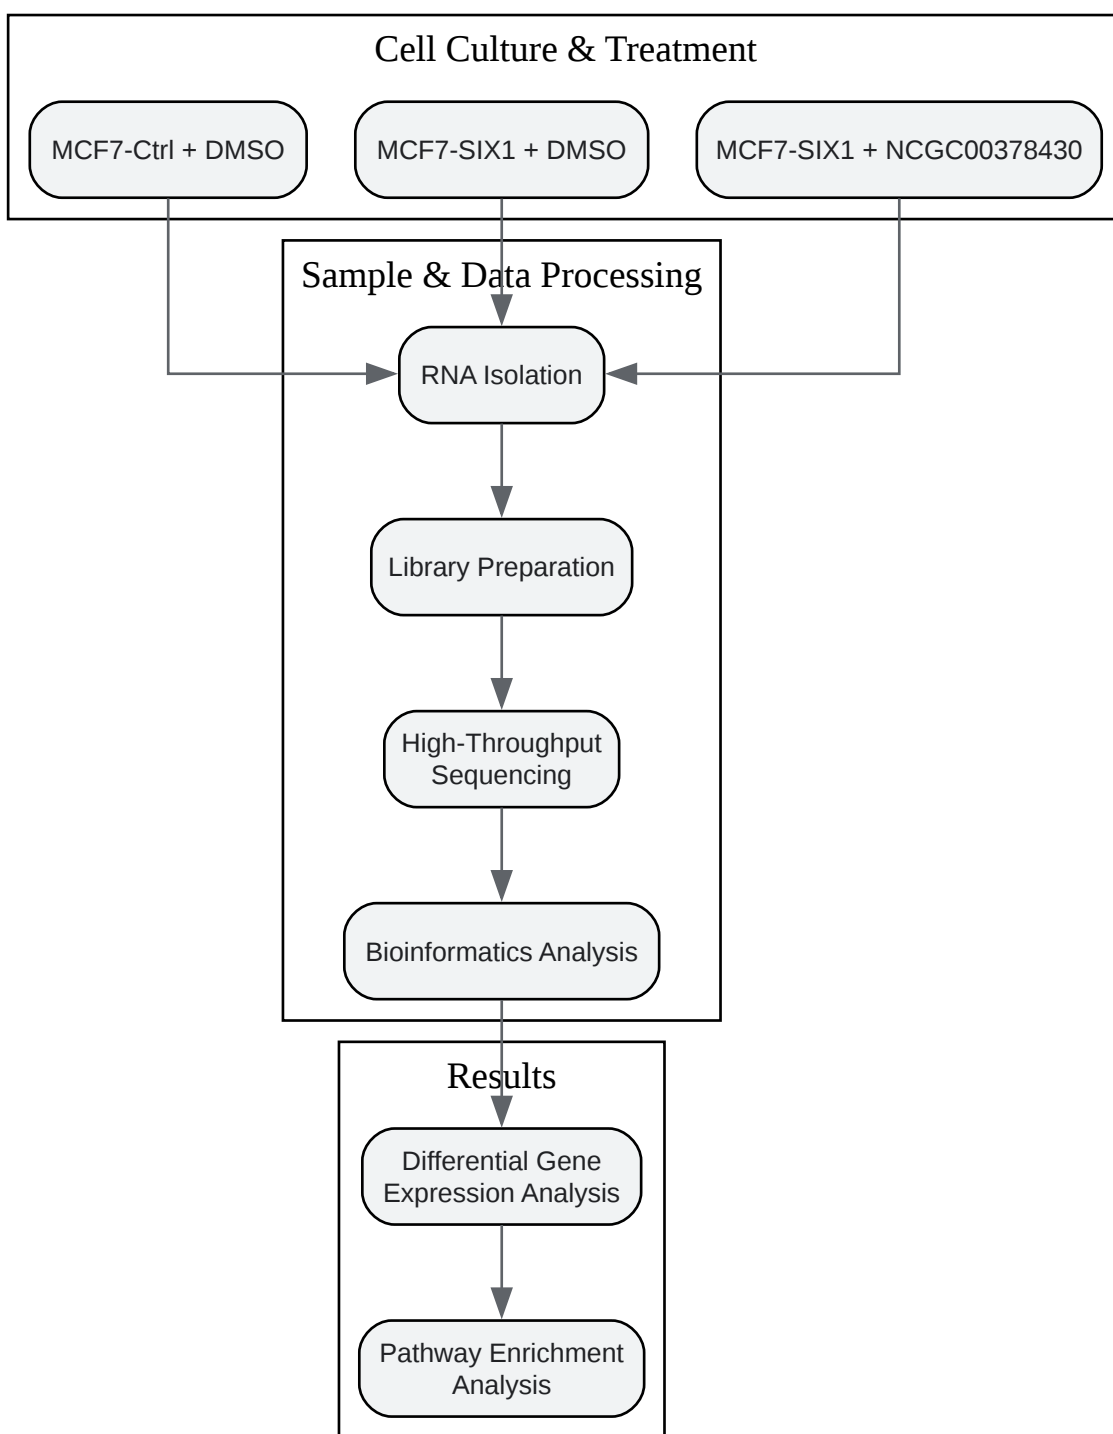 Cell Culture & Treatment
MCF7-Ctrl + DMSO
MCF7-SIX1 + DMSO
MCF7-SIX1 + NCGC00378430
Sample & Data Processing
RNA Isolation
Library Preparation
High-Throughput
Sequencing
Bioinformatics Analysis
Results
Differential Gene
Expression Analysis
Pathway Enrichment
Analysis